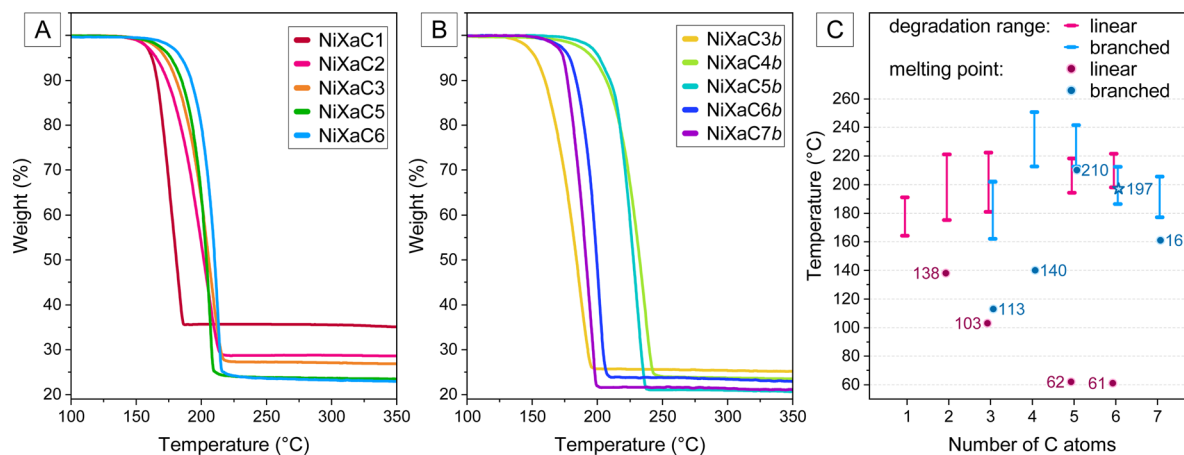 A
NiXaC1
NiXaC2
NiXaC3
NiXaC5
NiXaC6
Weight (%)
90
80
70
60
50
40
30
20
100
150
200
250
300
350
Temperature (°C)
B
NiXaC3b
NiXaC4b
NiXaC5b
NiXaC6b
NiXaC7b
Weight (%)
90
80
70
60
50
40
30
20
100
150
200
250
300
350
Temperature (°C)
C
degradation range:
linear
branched
melting point:
linear
branched
Temperature (°C)
260
240
220
200
180
160
140
120
100
80
60
210
197
16
138
140
103
113
62
61
1
2
3
4
5
6
7
Number of C atoms